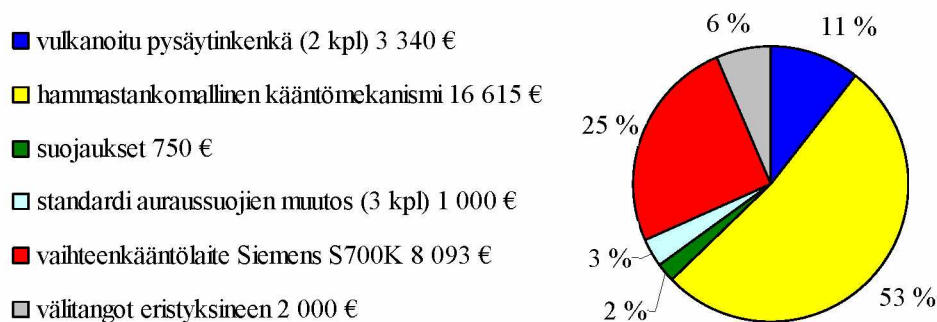 vulkanoitu pysäytinkenkä (2 kpl) 3 340 €
hammastankomallinen kääntömekanismi 16 615 €
suojaukset 750 €
standardi auraussuojien muutos (3 kpl) 1 000 €
vaihteenkääntölaite Siemens S700K 8 093 €
välitangot eristyksineen 2 000 €
6 %
11 %
25 %
3 %
2 %
53 %